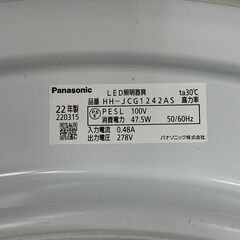 Panasonic
LED照明器具 ta30℃
品番 HH-JCG1242AS 高力率
22年製 PESL 100V
220315 消費電力 47.5W 50/60Hz
入力電流 0.48A
出力電圧 278V パナソニック株式会社